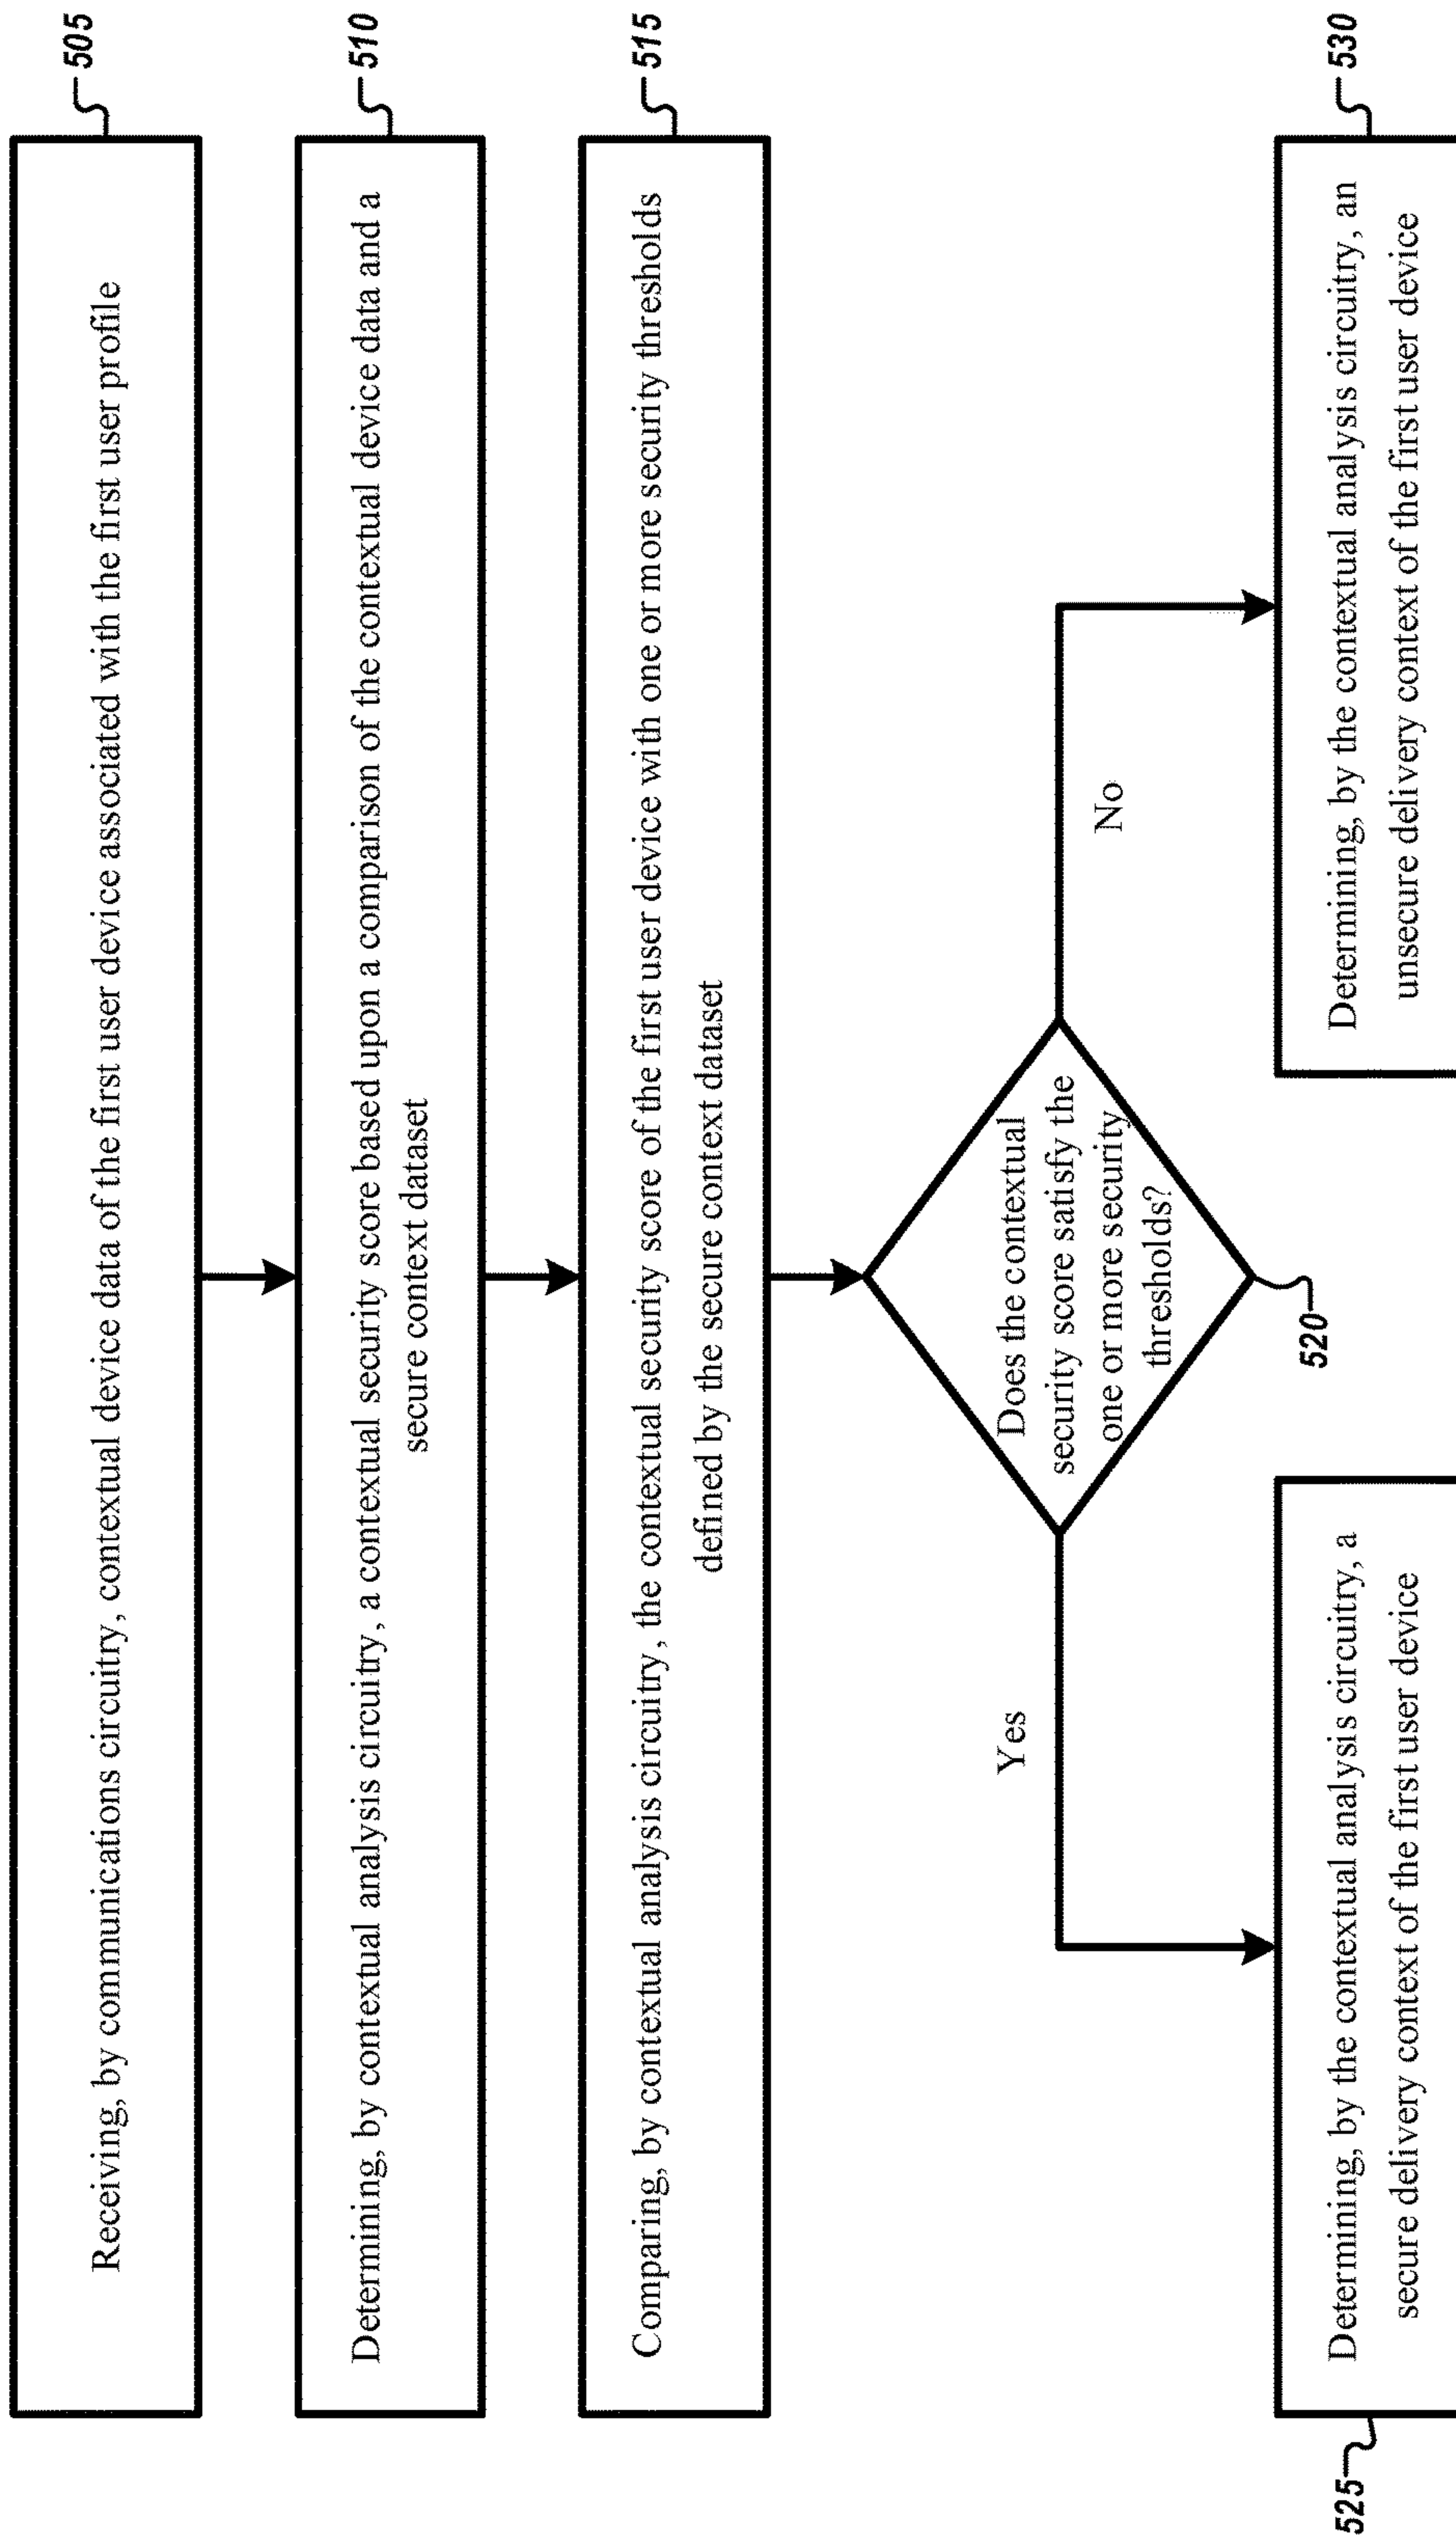 Receiving, by communications circuitry, contextual device data of the first user device associated with the first user profile
505
Determining, by contextual analysis circuitry, a contextual security score based upon a comparison of the contextual device data and a
secure context dataset
510
Comparing, by contextual analysis circuitry, the contextual security score of the first user device with one or more security thresholds
defined by the secure context dataset
515
Does the contextual
security score satisfy the
one or more security
thresholds?
520
Yes
No
Determining, by the contextual analysis circuitry, a
secure delivery context of the first user device
525
Determining, by the contextual analysis circuitry, an
unsecure delivery context of the first user device
530